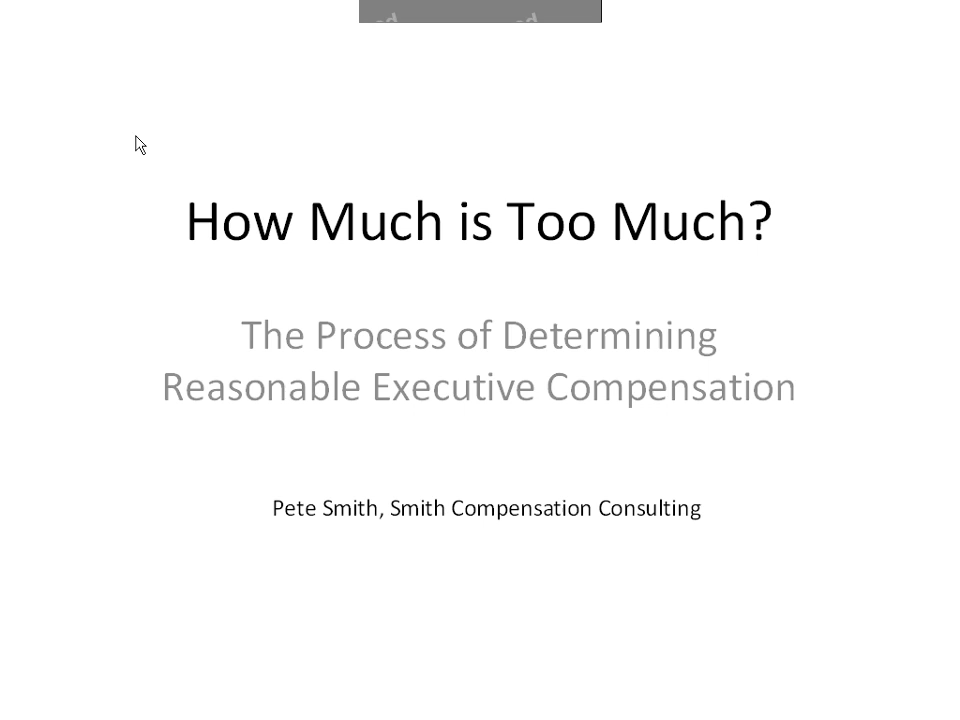 How Much is Too Much?
The Process of Determining
Reasonable Executive Compensation
Pete Smith, Smith Compensation Consulting